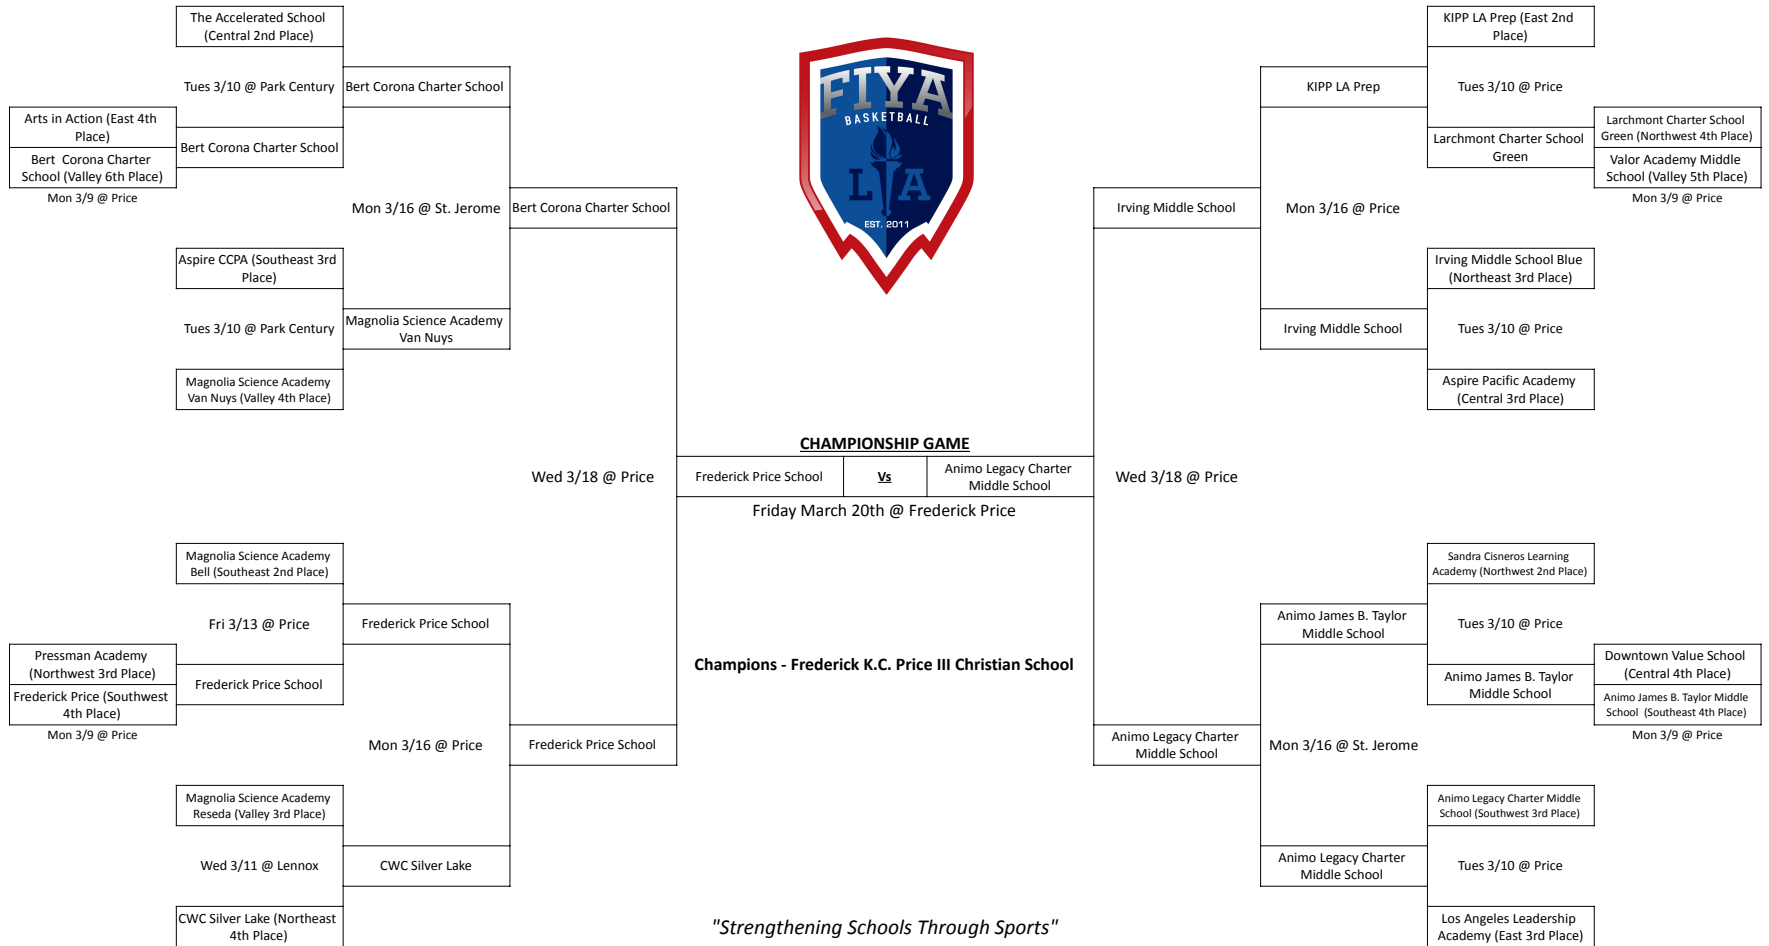 The Accelerated School
(Central 2nd Place)
Tues 3/10 @ Park Century
Bert Corona Charter School
Arts in Action (East 4th
Place)
Bert  Corona Charter
School (Valley 6th Place)
Mon 3/9 @ Price
Bert Corona Charter School
Mon 3/16 @ St. Jerome
Bert Corona Charter School
Aspire CCPA (Southeast 3rd
Place)
Tues 3/10 @ Park Century
Magnolia Science Academy
Van Nuys
Magnolia Science Academy
Van Nuys (Valley 4th Place)
Wed 3/18 @ Price
Magnolia Science Academy
Bell (Southeast 2nd Place)
Fri 3/13 @ Price
Frederick Price School
Pressman Academy
(Northwest 3rd Place)
Frederick Price (Southwest
4th Place)
Mon 3/9 @ Price
Frederick Price School
Mon 3/16 @ Price
Frederick Price School
Magnolia Science Academy
Reseda (Valley 3rd Place)
Wed 3/11 @ Lennox
CWC Silver Lake
CWC Silver Lake (Northeast
4th Place)
FIYA
BASKETBALL
LA
EST. 2011
CHAMPIONSHIP GAME
Frederick Price School
Vs
Animo Legacy Charter
Middle School
Friday March 20th @ Frederick Price
Champions - Frederick K.C. Price III Christian School
"Strengthening Schools Through Sports"
KIPP LA Prep (East 2nd
Place)
KIPP LA Prep
Tues 3/10 @ Price
Larchmont Charter School
Green
Larchmont Charter School
Green (Northwest 4th Place)
Valor Academy Middle
School (Valley 5th Place)
Mon 3/9 @ Price
Irving Middle School
Mon 3/16 @ Price
Irving Middle School Blue
(Northeast 3rd Place)
Irving Middle School
Tues 3/10 @ Price
Aspire Pacific Academy
(Central 3rd Place)
Wed 3/18 @ Price
Sandra Cisneros Learning
Academy (Northwest 2nd Place)
Animo James B. Taylor
Middle School
Tues 3/10 @ Price
Animo James B. Taylor
Middle School
Downtown Value School
(Central 4th Place)
Animo James B. Taylor Middle
School  (Southeast 4th Place)
Mon 3/9 @ Price
Animo Legacy Charter
Middle School
Mon 3/16 @ St. Jerome
Animo Legacy Charter Middle
School (Southwest 3rd Place)
Animo Legacy Charter
Middle School
Tues 3/10 @ Price
Los Angeles Leadership
Academy (East 3rd Place)